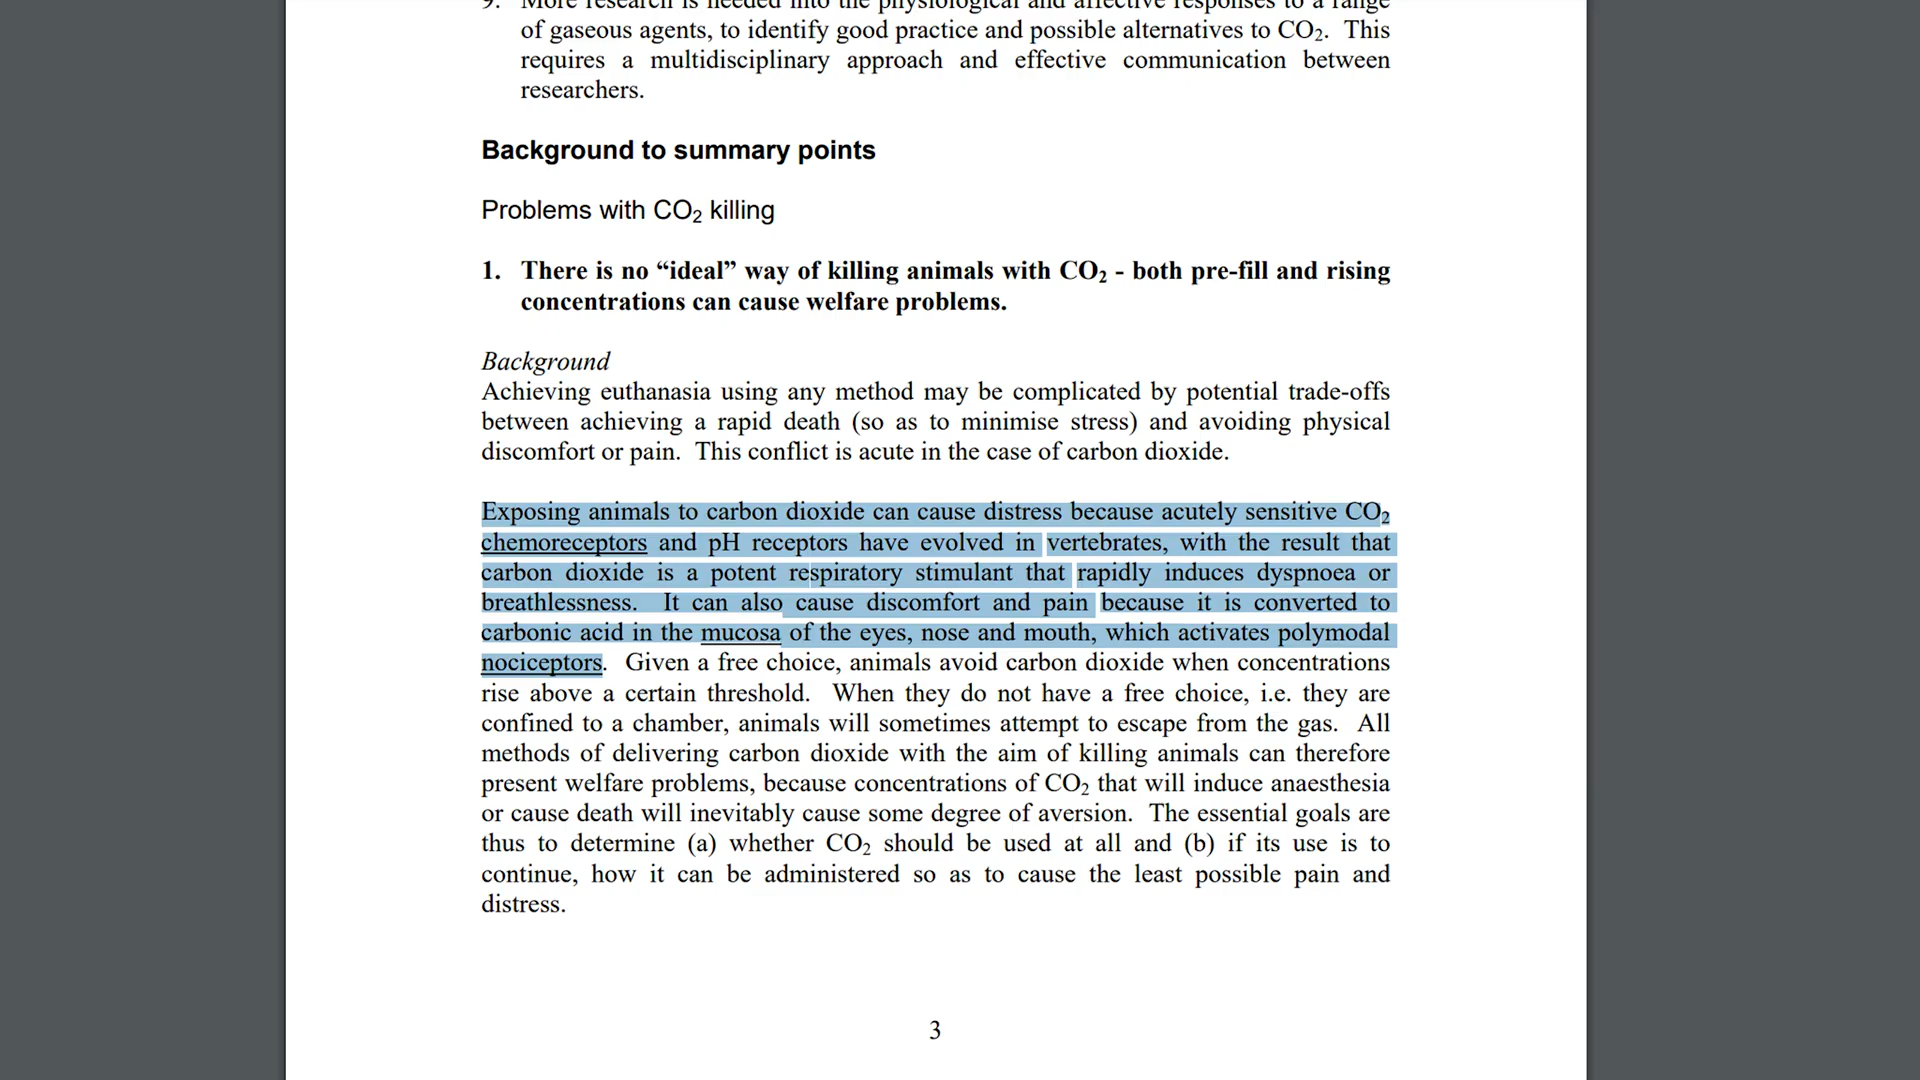 9. More research is needed into the physiological and affective responses to a range
of gaseous agents, to identify good practice and possible alternatives to CO2. This
requires a multidisciplinary approach and effective communication between
researchers.
Background to summary points
Problems with CO2 killing
1. There is no “ideal” way of killing animals with CO2 - both pre-fill and rising
concentrations can cause welfare problems.
Background
Achieving euthanasia using any method may be complicated by potential trade-offs
between achieving a rapid death (so as to minimise stress) and avoiding physical
discomfort or pain. This conflict is acute in the case of carbon dioxide.
Exposing animals to carbon dioxide can cause distress because acutely sensitive CO2
chemoreceptors and pH receptors have evolved in vertebrates, with the result that
carbon dioxide is a potent respiratory stimulant that rapidly induces dyspnoea or
breathlessness. It can also cause discomfort and pain because it is converted to
carbonic acid in the mucosa of the eyes, nose and mouth, which activates polymodal
nociceptors. Given a free choice, animals avoid carbon dioxide when concentrations
rise above a certain threshold. When they do not have a free choice, i.e. they are
confined to a chamber, animals will sometimes attempt to escape from the gas. All
methods of delivering carbon dioxide with the aim of killing animals can therefore
present welfare problems, because concentrations of CO2 that will induce anaesthesia
or cause death will inevitably cause some degree of aversion. The essential goals are
thus to determine (a) whether CO2 should be used at all and (b) if its use is to
continue, how it can be administered so as to cause the least possible pain and
distress.
3